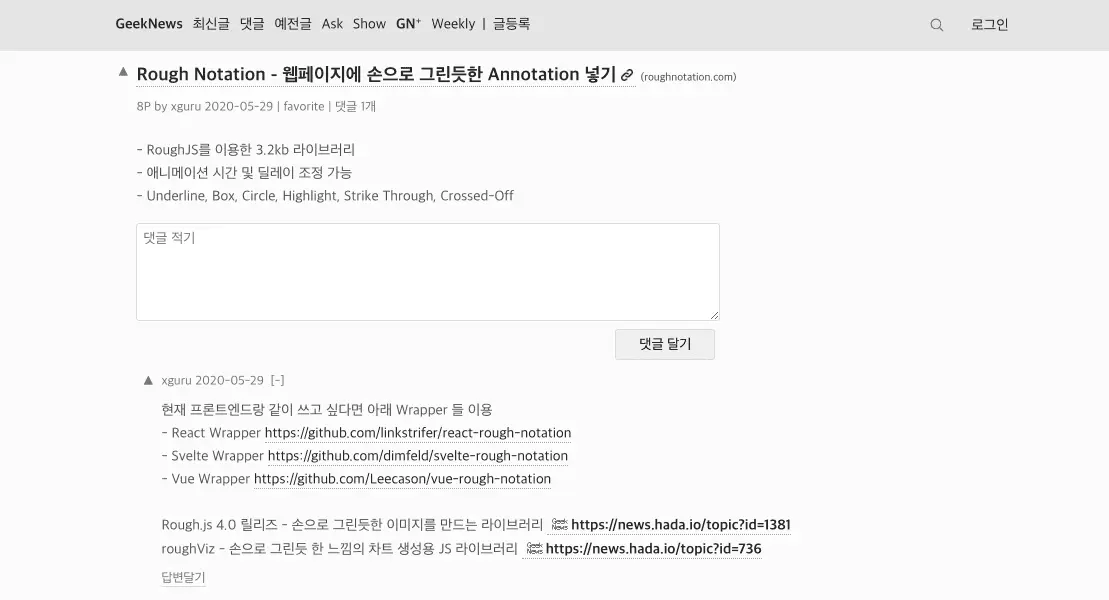 GeekNews 최신글 댓글 예전글 Ask Show GN+ Weekly | 글등록 로그인
▲ Rough Notation - 웹페이지에 손으로 그린듯한 Annotation 넣기 (roughnotation.com)
8P by xguru 2020-05-29 | favorite | 댓글 1개
- RoughJS를 이용한 3.2kb 라이브러리
- 애니메이션 시간 및 딜레이 조정 가능
- Underline, Box, Circle, Highlight, Strike Through, Crossed-Off
댓글 적기
댓글 달기
▲ xguru 2020-05-29 [-]
현재 프론트엔드랑 같이 쓰고 싶다면 아래 Wrapper 들 이용
- React Wrapper https://github.com/linkstrifer/react-rough-notation
- Svelte Wrapper https://github.com/dimfeld/svelte-rough-notation
- Vue Wrapper https://github.com/Leecason/vue-rough-notation
Rough.js 4.0 릴리즈 - 손으로 그린듯한 이미지를 만드는 라이브러리 https://news.hada.io/topic?id=1381
roughViz - 손으로 그린듯 한 느낌의 차트 생성용 JS 라이브러리 https://news.hada.io/topic?id=736
답변달기